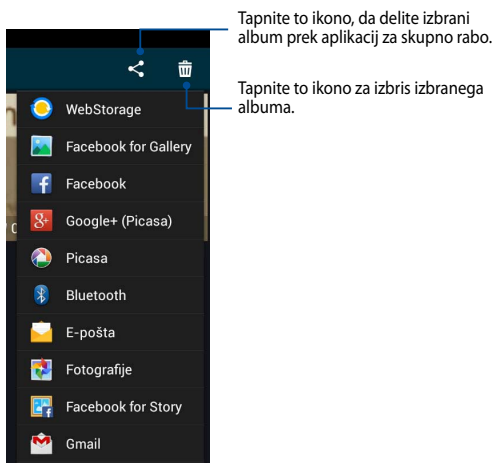 Tapnite to ikono, da delite izbrani
album prek aplikacij za skupno rabo.
Tapnite to ikono za izbris izbranega
albuma.
WebStorage
Facebook for Gallery
Facebook
Google+ (Picasa)
Picasa
Bluetooth
E-pošta
Fotografije
Facebook for Story
Gmail